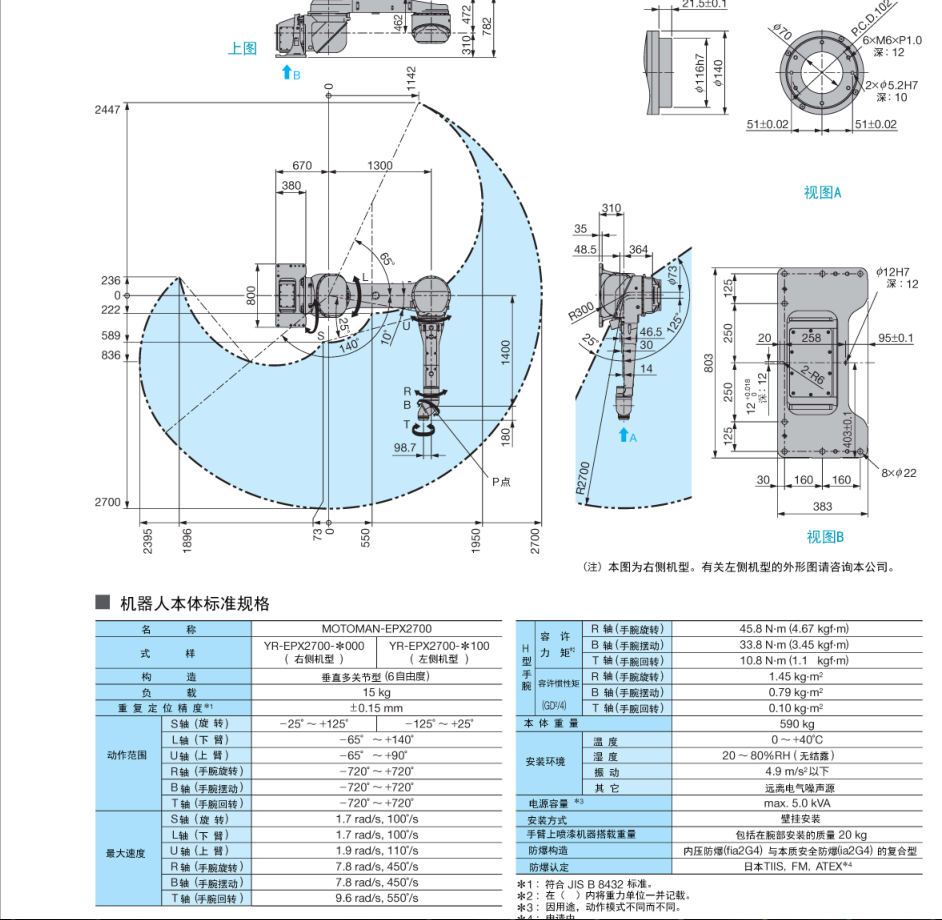 上图
462
472
310
782
B
21.5±0.1
φ116h7
φ140
φ70
P.C.D.102
6×M6×P1.0
深：12
2×φ5.2H7
深：10
51±0.02
51±0.02
视图A
0
1142
2447
670
1300
380
236
0
222
589
836
2700
800
65°
L
S
25°
140°
10°
U
R
B
T
98.7
1400
180
P点
2395
1896
73
0
550
1950
2700
310
35
48.5
364
φ73
R300
125°
25°
46.5
30
14
A
R2700
φ12H7
深：12
125
250
20
258
95±0.1
803
2-R6
12 +0.018 0
深：12
250
403±0.1
125
8×φ22
30
160
160
383
视图B
（注）本图为右侧机型。有关左侧机型的外形图请咨询本公司。
■ 机器人本体标准规格
名 称 MOTOMAN-EPX2700
式 样 YR-EPX2700-＊000 YR-EPX2700-＊100
（ 右侧机型 ） （ 左侧机型 ）
构 造 垂直多关节型 (6自由度)
负 载 15 kg
重复定位精度＊1 ±0.15 mm
动作范围 S轴（旋 转） −25°～+125° −125°～+25°
L轴（下 臂） −65° ～+140°
U轴（上 臂） −65° ～+90°
R轴（手腕旋转） −720°～+720°
B轴（手腕摆动） −720°～+720°
T轴（手腕回转） −720°～+720°
最大速度 S轴（旋 转） 1.7 rad/s, 100°/s
L轴（下 臂） 1.7 rad/s, 100°/s
U轴（上 臂） 1.9 rad/s, 110°/s
R轴（手腕旋转） 7.8 rad/s, 450°/s
B轴（手腕摆动） 7.8 rad/s, 450°/s
T轴（手腕回转） 9.6 rad/s, 550°/s
H型手腕 容许力矩＊2 R 轴 (手腕旋转) 45.8 N·m (4.67 kgf·m)
B 轴 (手腕摆动) 33.8 N·m (3.45 kgf·m)
T 轴 (手腕回转) 10.8 N·m (1.1 kgf·m)
容许惯性矩 (GD²/4) R 轴 (手腕旋转) 1.45 kg·m²
B 轴 (手腕摆动) 0.79 kg·m²
T 轴 (手腕回转) 0.10 kg·m²
本体重量 590 kg
安装环境 温 度 0 ～ +40℃
湿 度 20 ～ 80%RH ( 无结露 )
振 动 4.9 m/s²以下
其 它 远离电气噪声源
电源容量 ＊3 max. 5.0 kVA
安装方式 壁挂安装
手臂上喷漆机器搭载重量 包括在腕部安装的质量 20 kg
防爆构造 内压防爆(fia2G4) 与本质安全防爆(ia2G4) 的复合型
防爆认定 日本TIIS, FM, ATEX＊4
＊1：符合 JIS B 8432 标准。
＊2：在（ ）内将重力单位一并记载。
＊3：因用途，动作模式不同而不同。
＊4：申请中